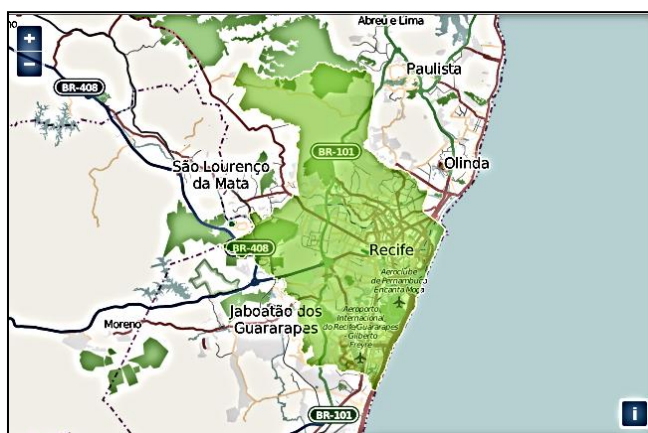 Abreu e Lima
+
−
Paulista
BR-408
BR-101
Olinda
São Lourenço
da Mata
BR-408
Recife
Aeroclube
de Pernambuco
Encanta Moça
Jaboatão dos
Guararapes
Aeroporto
Internacional
do Recife/Guararapes
- Gilberto
Freyre
Moreno
BR-101
i